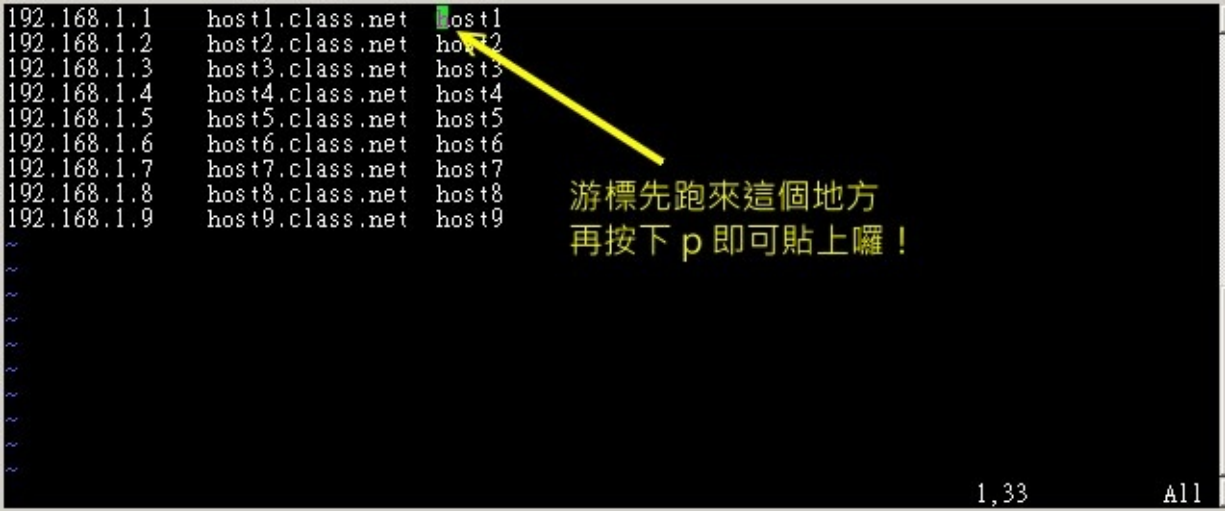 192.168.1.1    host1.class.net  host1
192.168.1.2    host2.class.net  host2
192.168.1.3    host3.class.net  host3
192.168.1.4    host4.class.net  host4
192.168.1.5    host5.class.net  host5
192.168.1.6    host6.class.net  host6
192.168.1.7    host7.class.net  host7
192.168.1.8    host8.class.net  host8
192.168.1.9    host9.class.net  host9
~
~
~
~
~
~
~
~
~
~
游標先跑來這個地方
再按下 p 即可貼上囉！
1,33    All